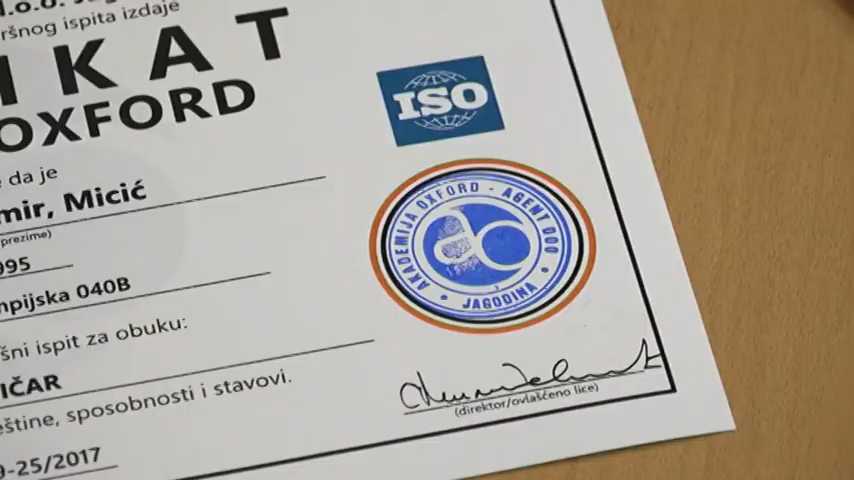 ršnog ispita izdaje
IKAT
OXFORD
ISO
da je
mir, Micić
prezime)
995
mpijska 040B
šni ispit za obuku:
IČAR
eštine, sposobnosti i stavovi.
9-25/2017
AKADEMIJA OXFORD - AGENT DOO
• JAGODINA •
(direktor/ovlašćeno lice)